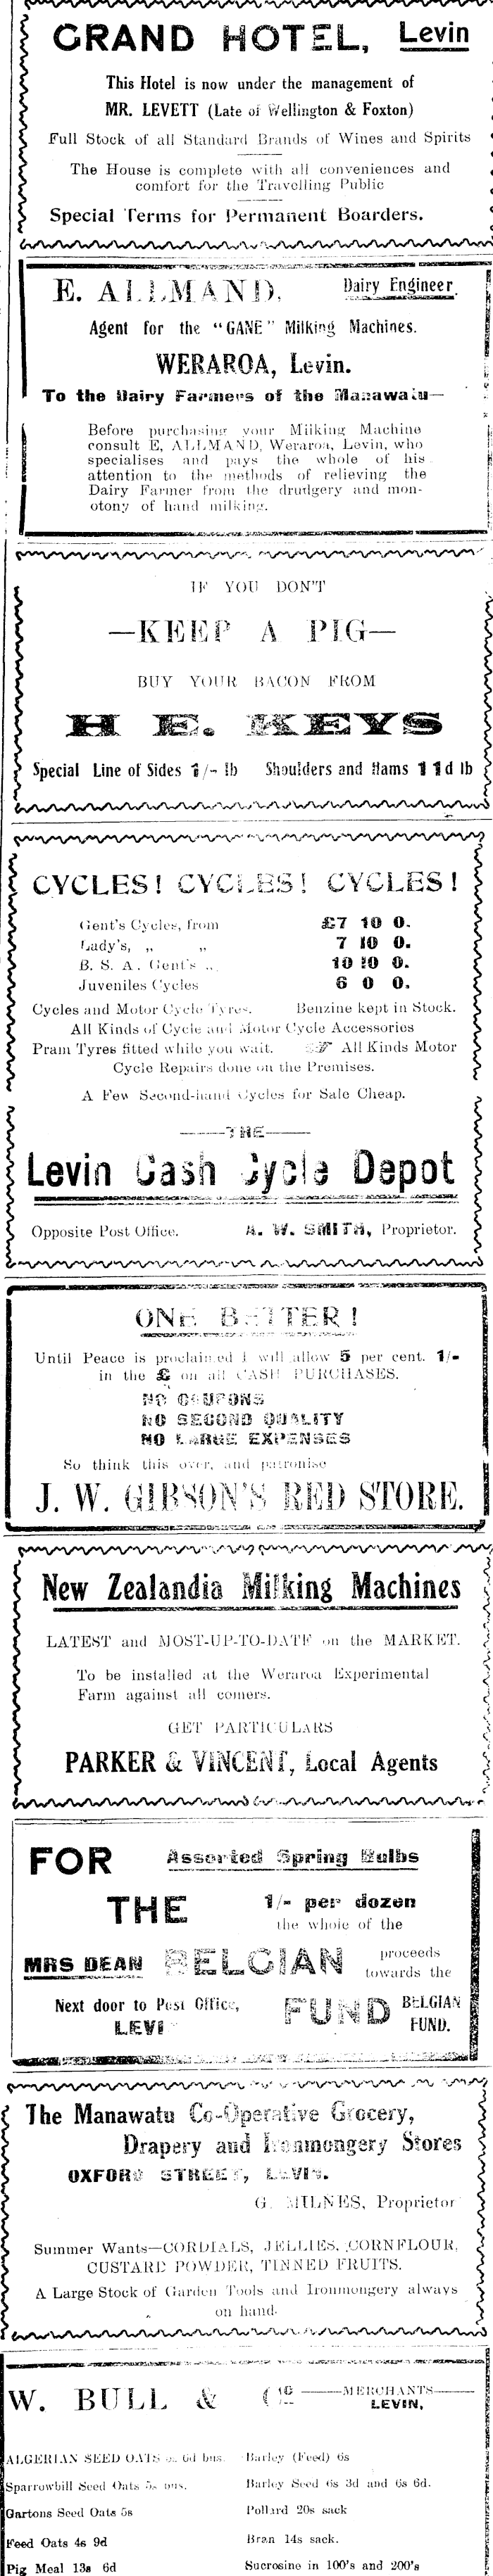 GRAND HOTEL, Levin
This Hotel is now under the management of
MR. LEVETT (Late of Wellington & Foxton)
Full Stock of all Standard Brands of Wines and Spirits
The House is complete with all conveniences and
comfort for the Travelling Public
Special Terms for Permanent Boarders.
E. ALLMAND, Dairy Engineer.
Agent for the "GANE" Milking Machines.
WERAROA, Levin.
To the Dairy Farmers of the Manawatu—
Before purchasing your Milking Machine
consult E, ALLMAND, Weraroa, Levin, who
specialises and pays the whole of his
attention to the methods of relieving the
Dairy Farmer from the drudgery and mon-
otony of hand milking.
IF YOU DON'T
—KEEP A PIG—
BUY YOUR BACON FROM
H E. KEYS
Special Line of Sides 1/- lb Shoulders and Hams 11d lb
CYCLES! CYCLES! CYCLES!
Gent's Cycles, from £7 10 0.
Lady's, ,, ,, 7 10 0.
B. S. A. Gent's ,, 10 10 0.
Juveniles Cycles 6 0 0.
Cycles and Motor Cycle Tyres. Benzine kept in Stock.
All Kinds of Cycle and Motor Cycle Accessories
Pram Tyres fitted while you wait. ☞ All Kinds Motor
Cycle Repairs done on the Premises.
A Few Second-hand Cycles for Sale Cheap.
———THE———
Levin Cash Cycle Depot
Opposite Post Office. A. W. SMITH, Proprietor.
ONE BETTER!
Until Peace is proclaimed I will allow 5 per cent. 1/-
in the £ on all CASH PURCHASES.
NO COUPONS
NO SECOND QUALITY
NO LARGE EXPENSES
So think this over, and patronise
J. W. GIBSON'S RED STORE.
New Zealandia Milking Machines
LATEST and MOST-UP-TO-DATE on the MARKET.
To be installed at the Weraroa Experimental
Farm against all comers.
GET PARTICULARS
PARKER & VINCENT, Local Agents
FOR Assorted Spring Bulbs
THE 1/- per dozen
the whole of the
MRS DEAN BELGIAN proceeds
towards the
Next door to Post Office, FUND BELGIAN
LEVI FUND.
The Manawatu Co-Operative Grocery,
Drapery and Ironmongery Stores
OXFORD STREET, LEVIN.
G. MILNES, Proprietor
Summer Wants—CORDIALS, JELLIES, CORNFLOUR,
CUSTARD POWDER, TINNED FRUITS.
A Large Stock of Garden Tools and Ironmongery always
on hand.
W. BULL & ———MERCHANTS———
LEVIN,
ALGERIAN SEED OATS 6d bus. Barley (Feed) 6s
Sparrowbill Seed Oats 5s bus. Barley Seed 6s 3d and 6s 6d.
Gartons Seed Oats 5s Pollard 20s sack
Feed Oats 4s 9d Bran 14s sack.
Pig Meal 13s 6d Sucrosine in 100's and 200's